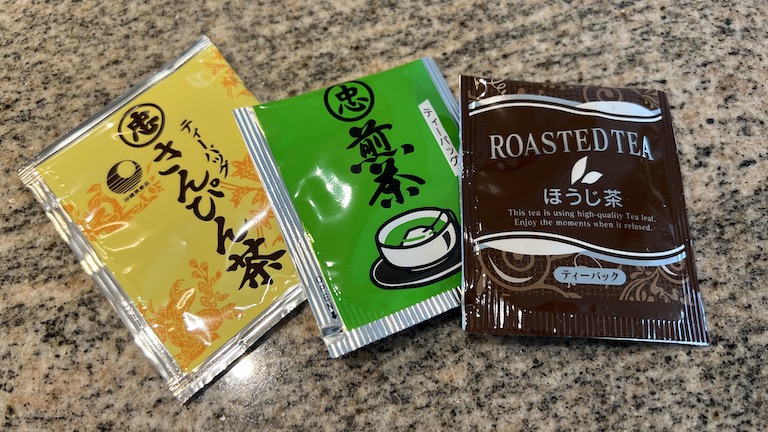 忠
ティーバッグ
さんぴん茶
忠
煎茶
ティーバッグ
OPEN
ROASTED TEA
ほうじ茶
This tea is using high-quality Tea leaf.
Enjoy the moments when it relaxed.
ティーバック